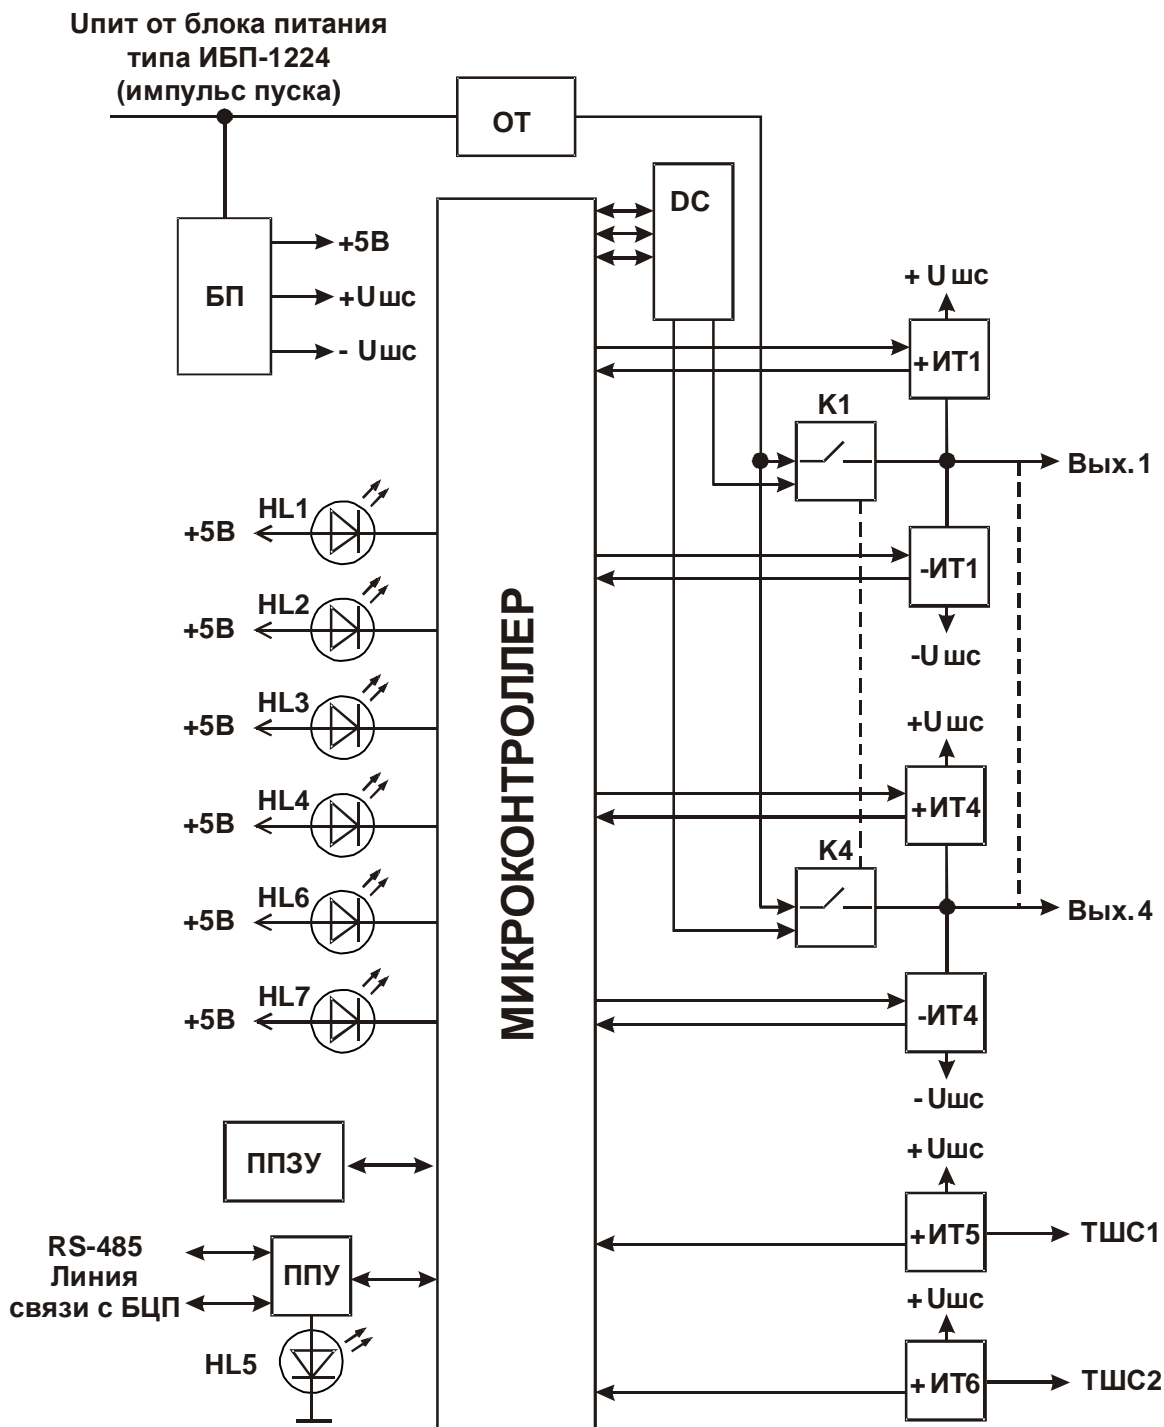 Uпит от блока питания
типа ИБП-1224
(импульс пуска)
ОТ
DC
БП
+5В
+Uшс
- Uшс
+ Uшс
+ИТ1
К1
Вых.1
-ИТ1
-Uшс
HL1
+5В
HL2
+5В
HL3
+5В
HL4
+5В
HL6
+5В
HL7
+5В
МИКРОКОНТРОЛЛЕР
+Uшс
+ИТ4
К4
Вых.4
-ИТ4
- Uшс
ППЗУ
RS-485
Линия
связи с БЦП
ППУ
HL5
+ Uшс
+ИТ5
ТШС1
+ Uшс
+ ИТ6
ТШС2